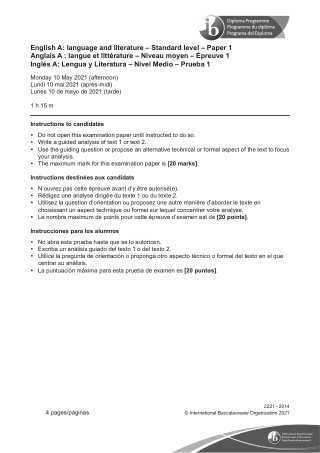 Diploma Programme
Programme du diplôme
Programa del Diploma
English A: language and literature – Standard level – Paper 1
Anglais A : langue et littérature – Niveau moyen – Épreuve 1
Inglés A: Lengua y Literatura – Nivel Medio – Prueba 1
Monday 10 May 2021 (afternoon)
Lundi 10 mai 2021 (après-midi)
Lunes 10 de mayo de 2021 (tarde)
1 h 15 m
Instructions to candidates
• Do not open this examination paper until instructed to do so.
• Write a guided analysis of text 1 or text 2.
• Use the guiding question or propose an alternative technical or formal aspect of the text to focus
your analysis.
• The maximum mark for this examination paper is [20 marks].
Instructions destinées aux candidats
• N'ouvrez pas cette épreuve avant d'y être autorisé(e).
• Rédigez une analyse dirigée du texte 1 ou du texte 2.
• Utilisez la question d'orientation ou proposez une autre manière d'aborder le texte en
choisissant un aspect technique ou formel sur lequel concentrer votre analyse.
• Le nombre maximum de points pour cette épreuve d'examen est de [20 points].
Instrucciones para los alumnos
• No abra esta prueba hasta que se lo autoricen.
• Escriba un análisis guiado del texto 1 o del texto 2.
• Utilice la pregunta de orientación o proponga otro aspecto técnico o formal del texto en el que
centrar su análisis.
• La puntuación máxima para esta prueba de examen es [20 puntos].
2221 – 2014
4 pages/páginas
© International Baccalaureate Organization 2021
International Baccalaureate
Baccalauréat International
Bachillerato Internacional